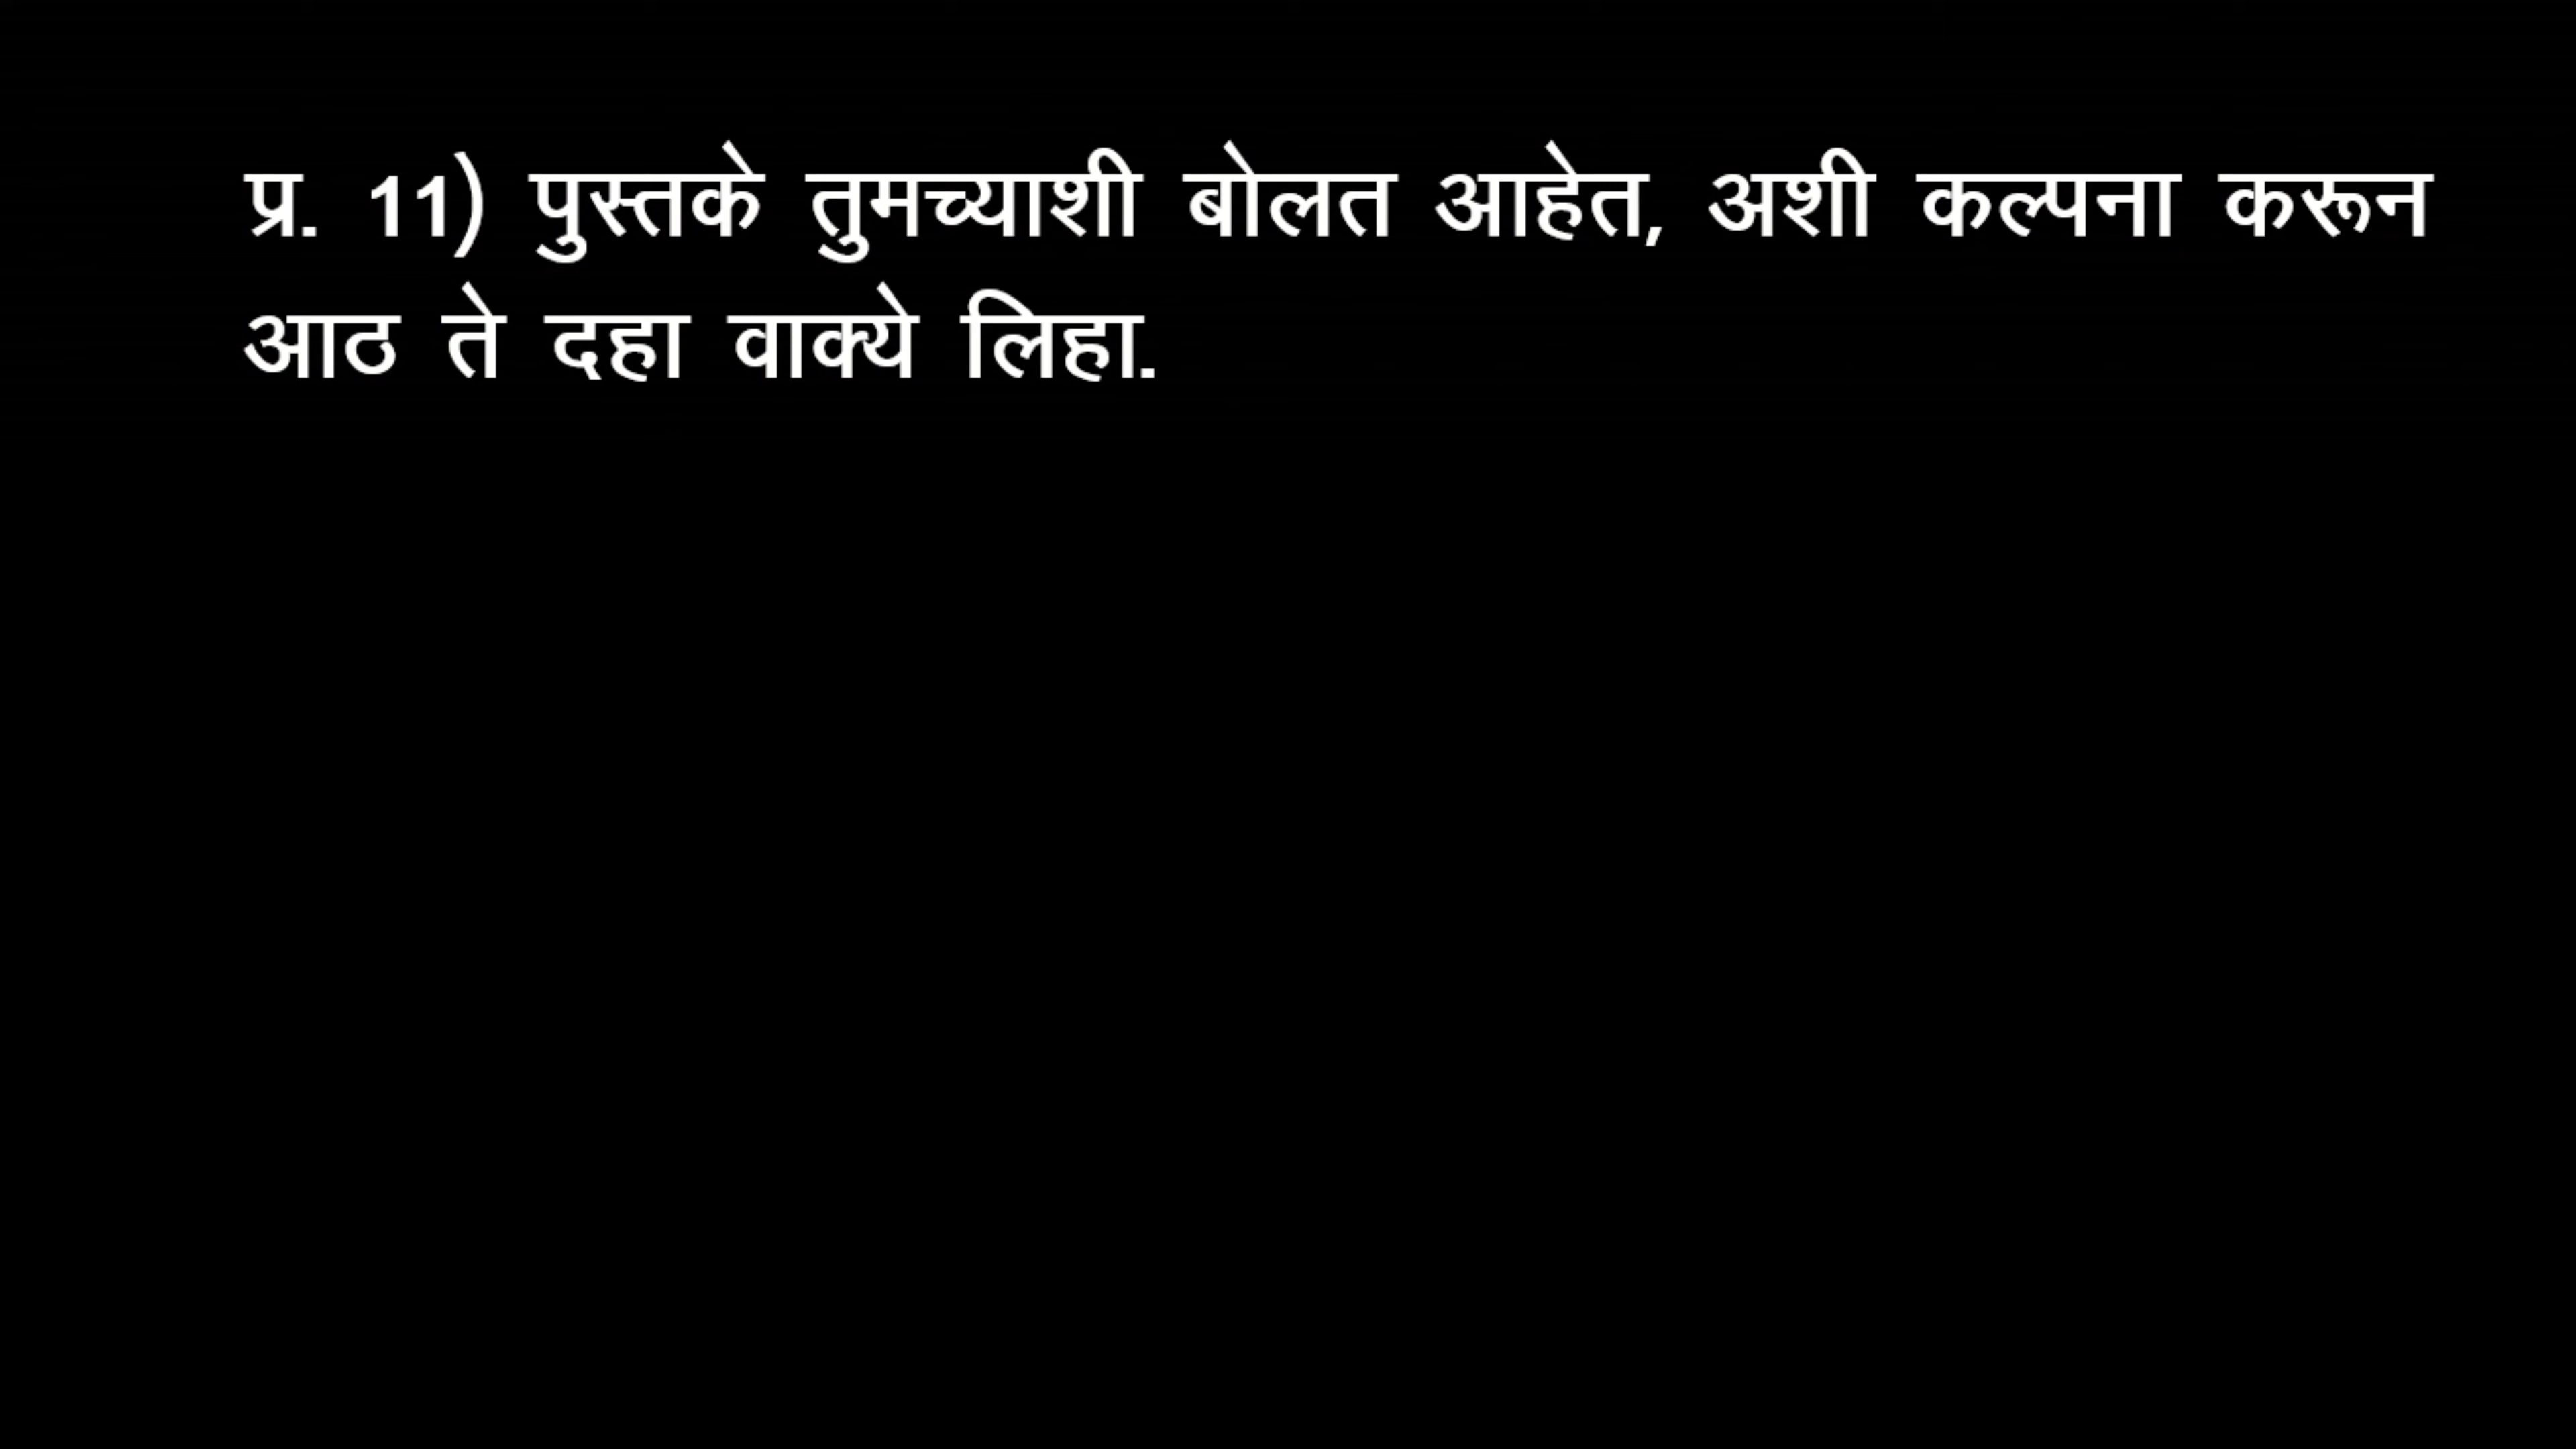 प्र. 11) पुस्तके तुमच्याशी बोलत आहेत, अशी कल्पना करून
आठ ते दहा वाक्ये लिहा.